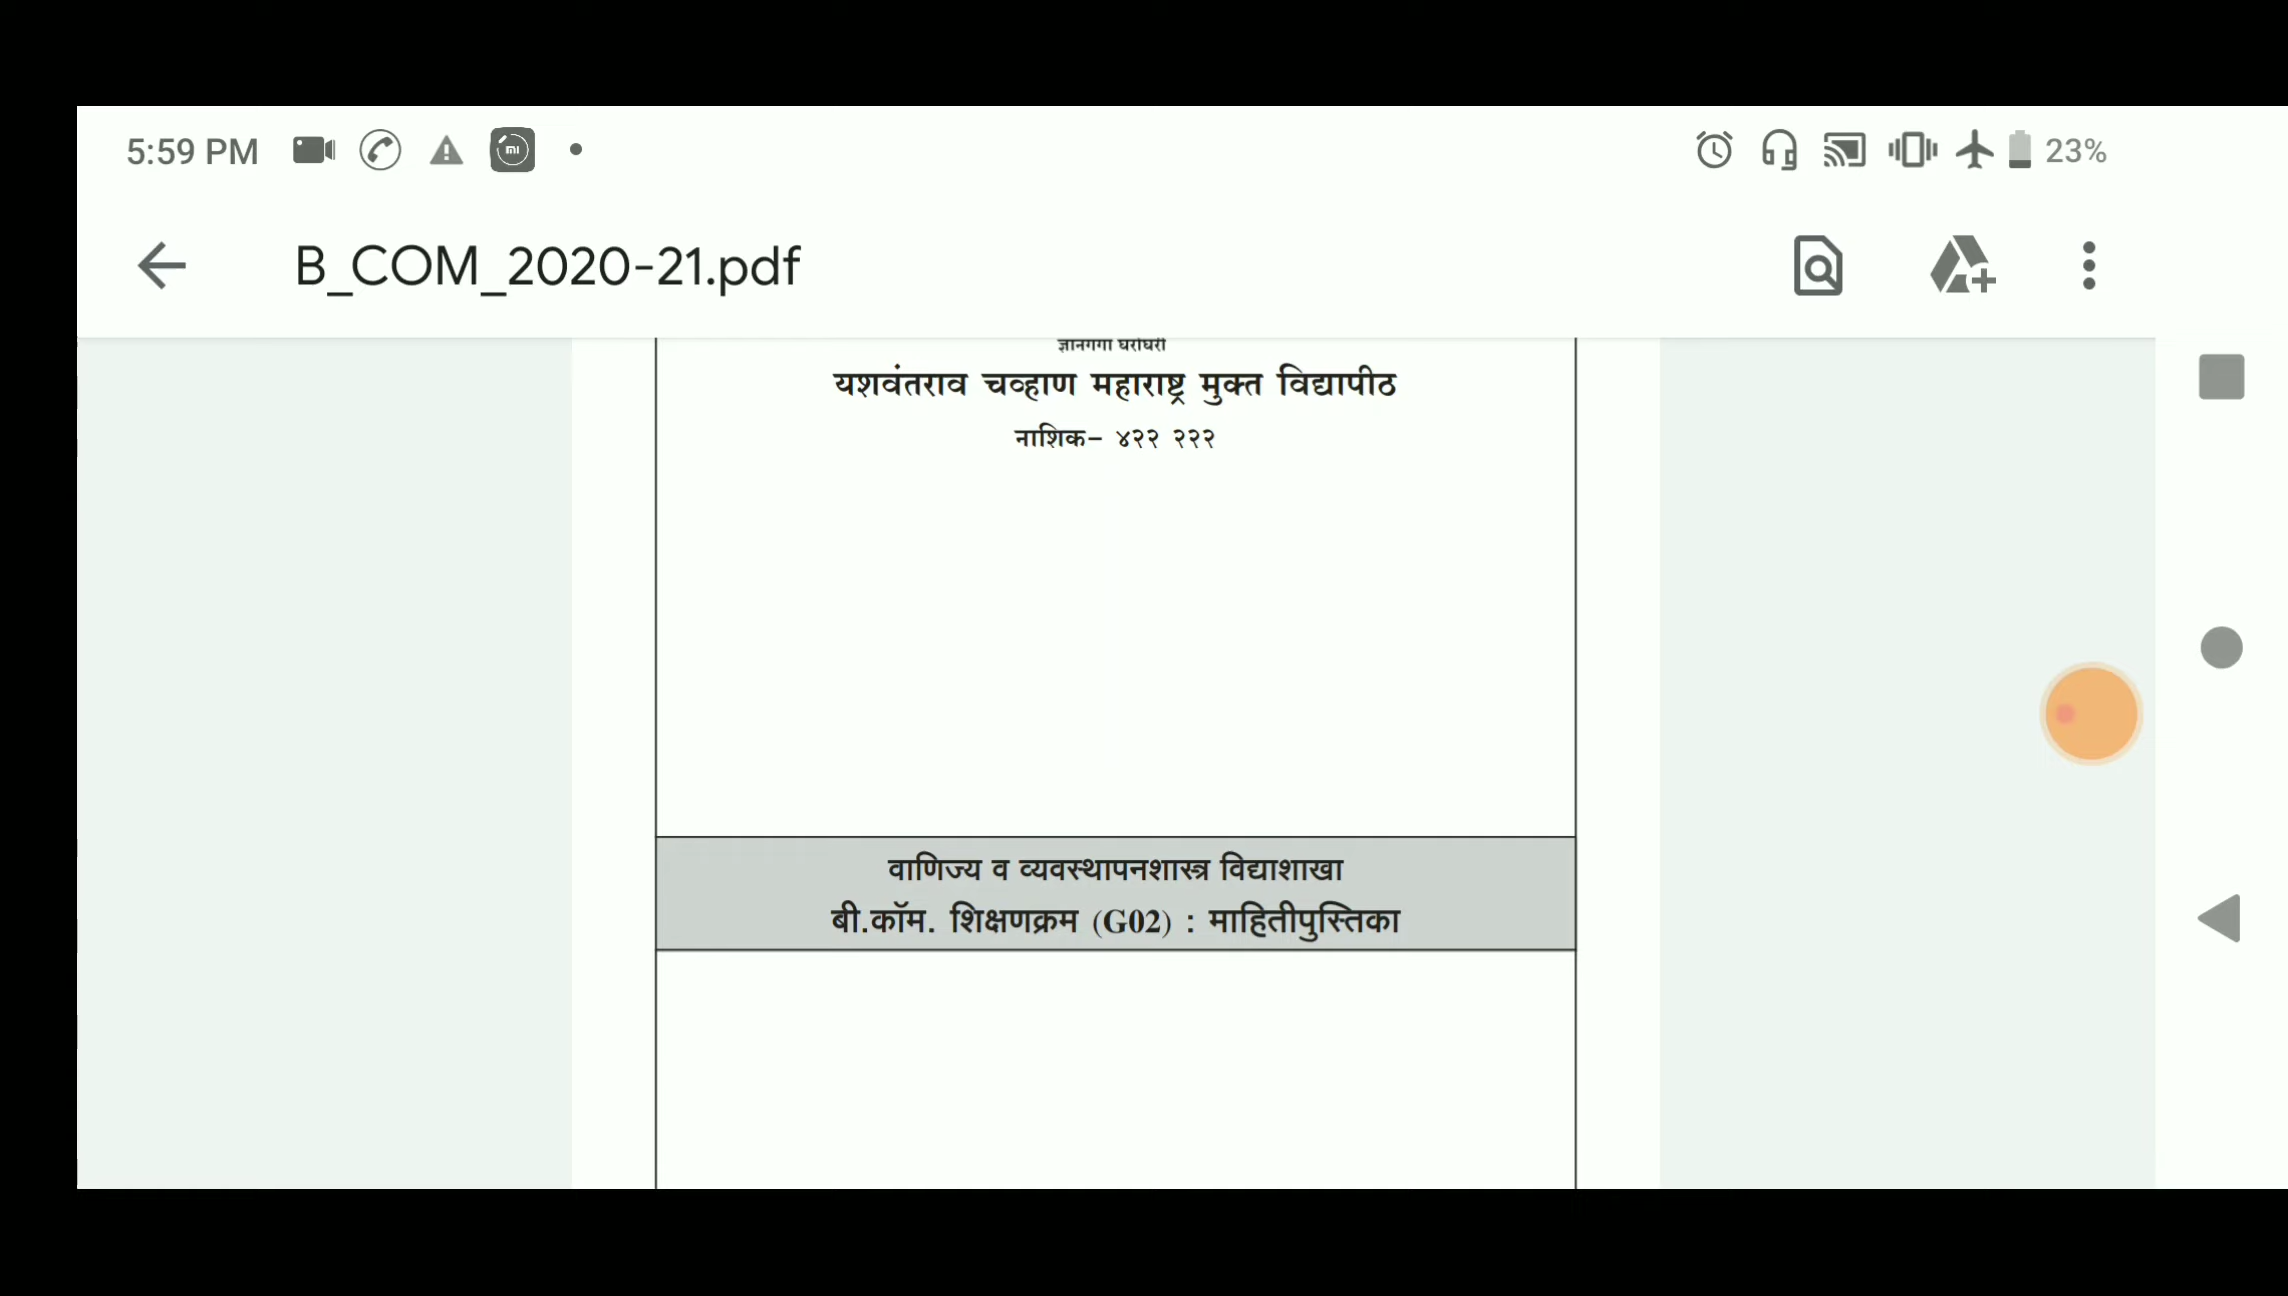 5:59 PM 23%
B_COM_2020-21.pdf
ज्ञानगंगा घरोघरी
यशवंतराव चव्हाण महाराष्ट्र मुक्त विद्यापीठ
नाशिक– ४२२ २२२
वाणिज्य व व्यवस्थापनशास्त्र विद्याशाखा
बी.कॉम. शिक्षणक्रम (G02) : माहितीपुस्तिका